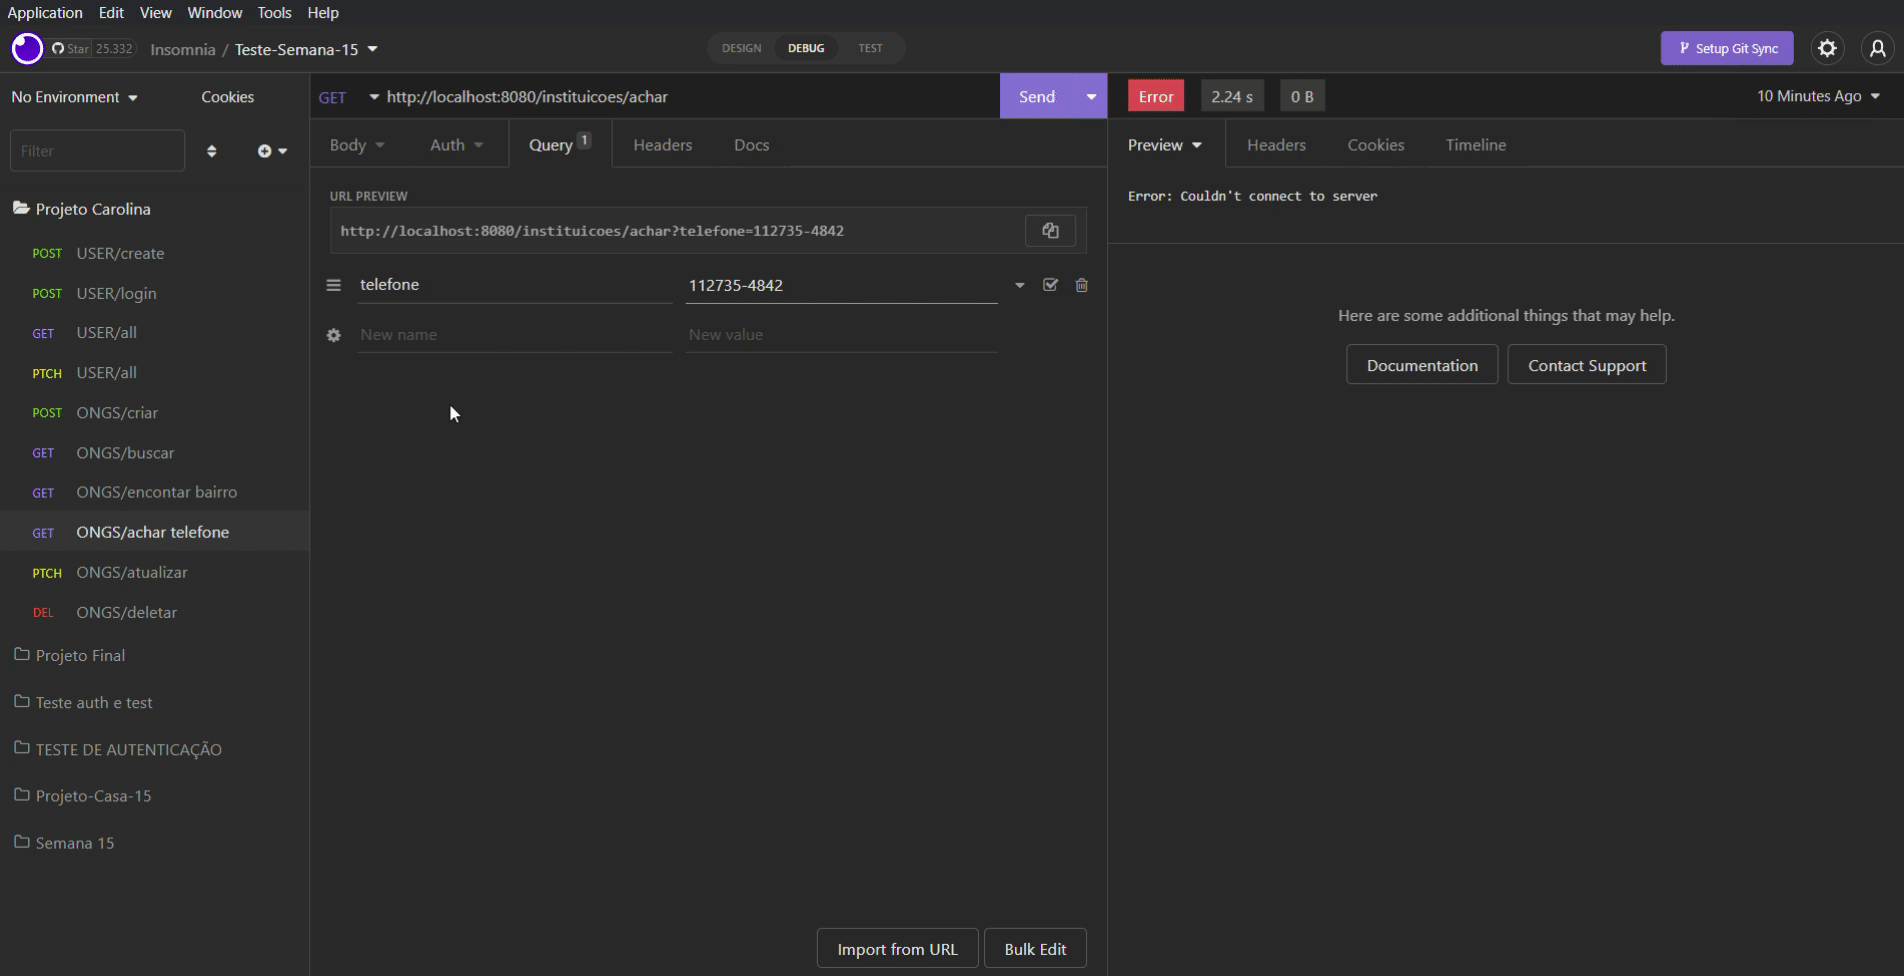 Application Edit View Window Tools Help
Star 25.332 Insomnia / Teste-Semana-15 DESIGN DEBUG TEST Setup Git Sync
No Environment Cookies
Filter
Projeto Carolina
POST USER/create
POST USER/login
GET USER/all
PTCH USER/all
POST ONGS/criar
GET ONGS/buscar
GET ONGS/encontar bairro
GET ONGS/achar telefone
PTCH ONGS/atualizar
DEL ONGS/deletar
Projeto Final
Teste auth e test
TESTE DE AUTENTICAÇÃO
Projeto-Casa-15
Semana 15
GET http://localhost:8080/instituicoes/achar Send
Body Auth Query 1 Headers Docs
URL PREVIEW
http://localhost:8080/instituicoes/achar?telefone=112735-4842
telefone 112735-4842
New name New value
Import from URL Bulk Edit
Error 2.24 s 0 B 10 Minutes Ago
Preview Headers Cookies Timeline
Error: Couldn't connect to server
Here are some additional things that may help.
Documentation Contact Support